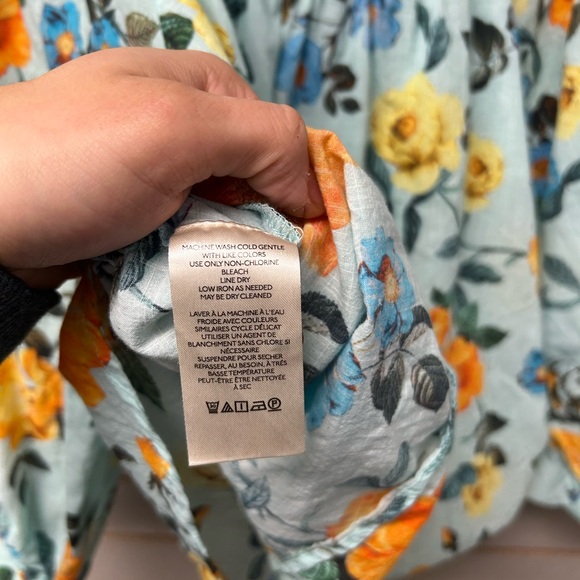 MACHINE WASH COLD GENTLE
WITH LIKE COLORS
USE ONLY NON-CHLORINE
BLEACH
LINE DRY
LOW IRON AS NEEDED
MAY BE DRY CLEANED
LAVER À LA MACHINE À L'EAU
FROIDE AVEC COULEURS
SIMILAIRES CYCLE DÉLICAT
UTILISER UN AGENT DE
BLANCHIMENT SANS CHLORE SI
NÉCESSAIRE
SUSPENDRE POUR SECHER
REPASSER, AU BESOIN, À TRÈS
BASSE TEMPÉRATURE
PEUT-ÊTRE NETTOYÉE
À SEC